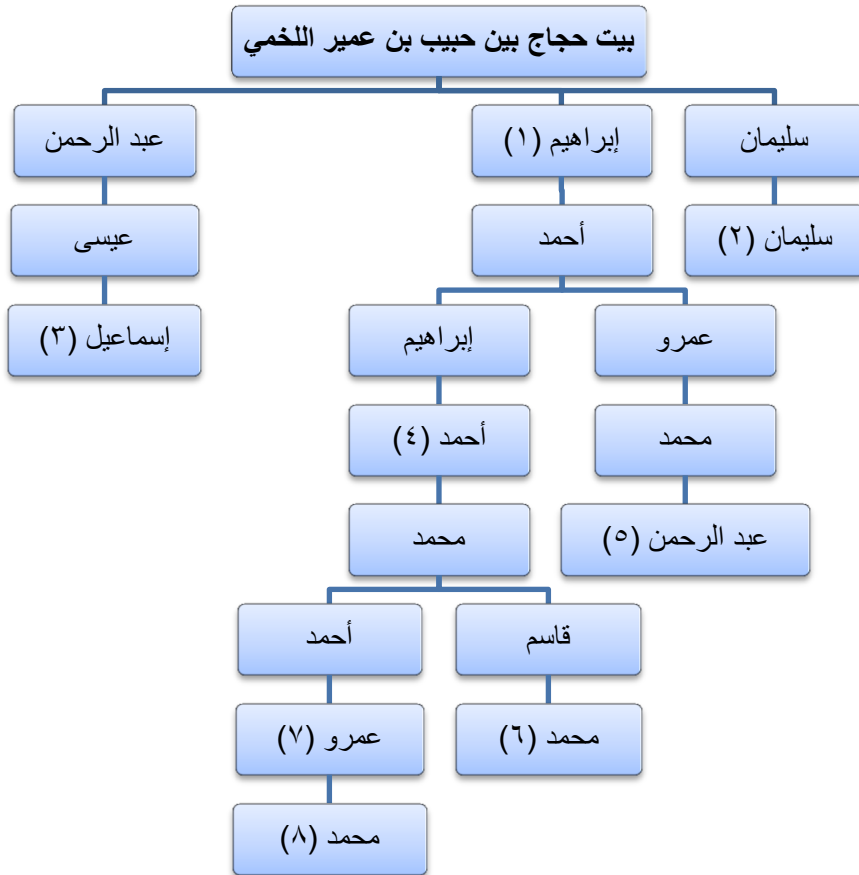 بيت حجاج بين حبيب بن عمير اللخمي
سليمان
إبراهيم (١)
عبد الرحمن
سليمان (٢)
أحمد
عيسى
عمرو
إبراهيم
إسماعيل (٣)
محمد
أحمد (٤)
عبد الرحمن (٥)
محمد
قاسم
أحمد
محمد (٦)
عمرو (٧)
محمد (٨)